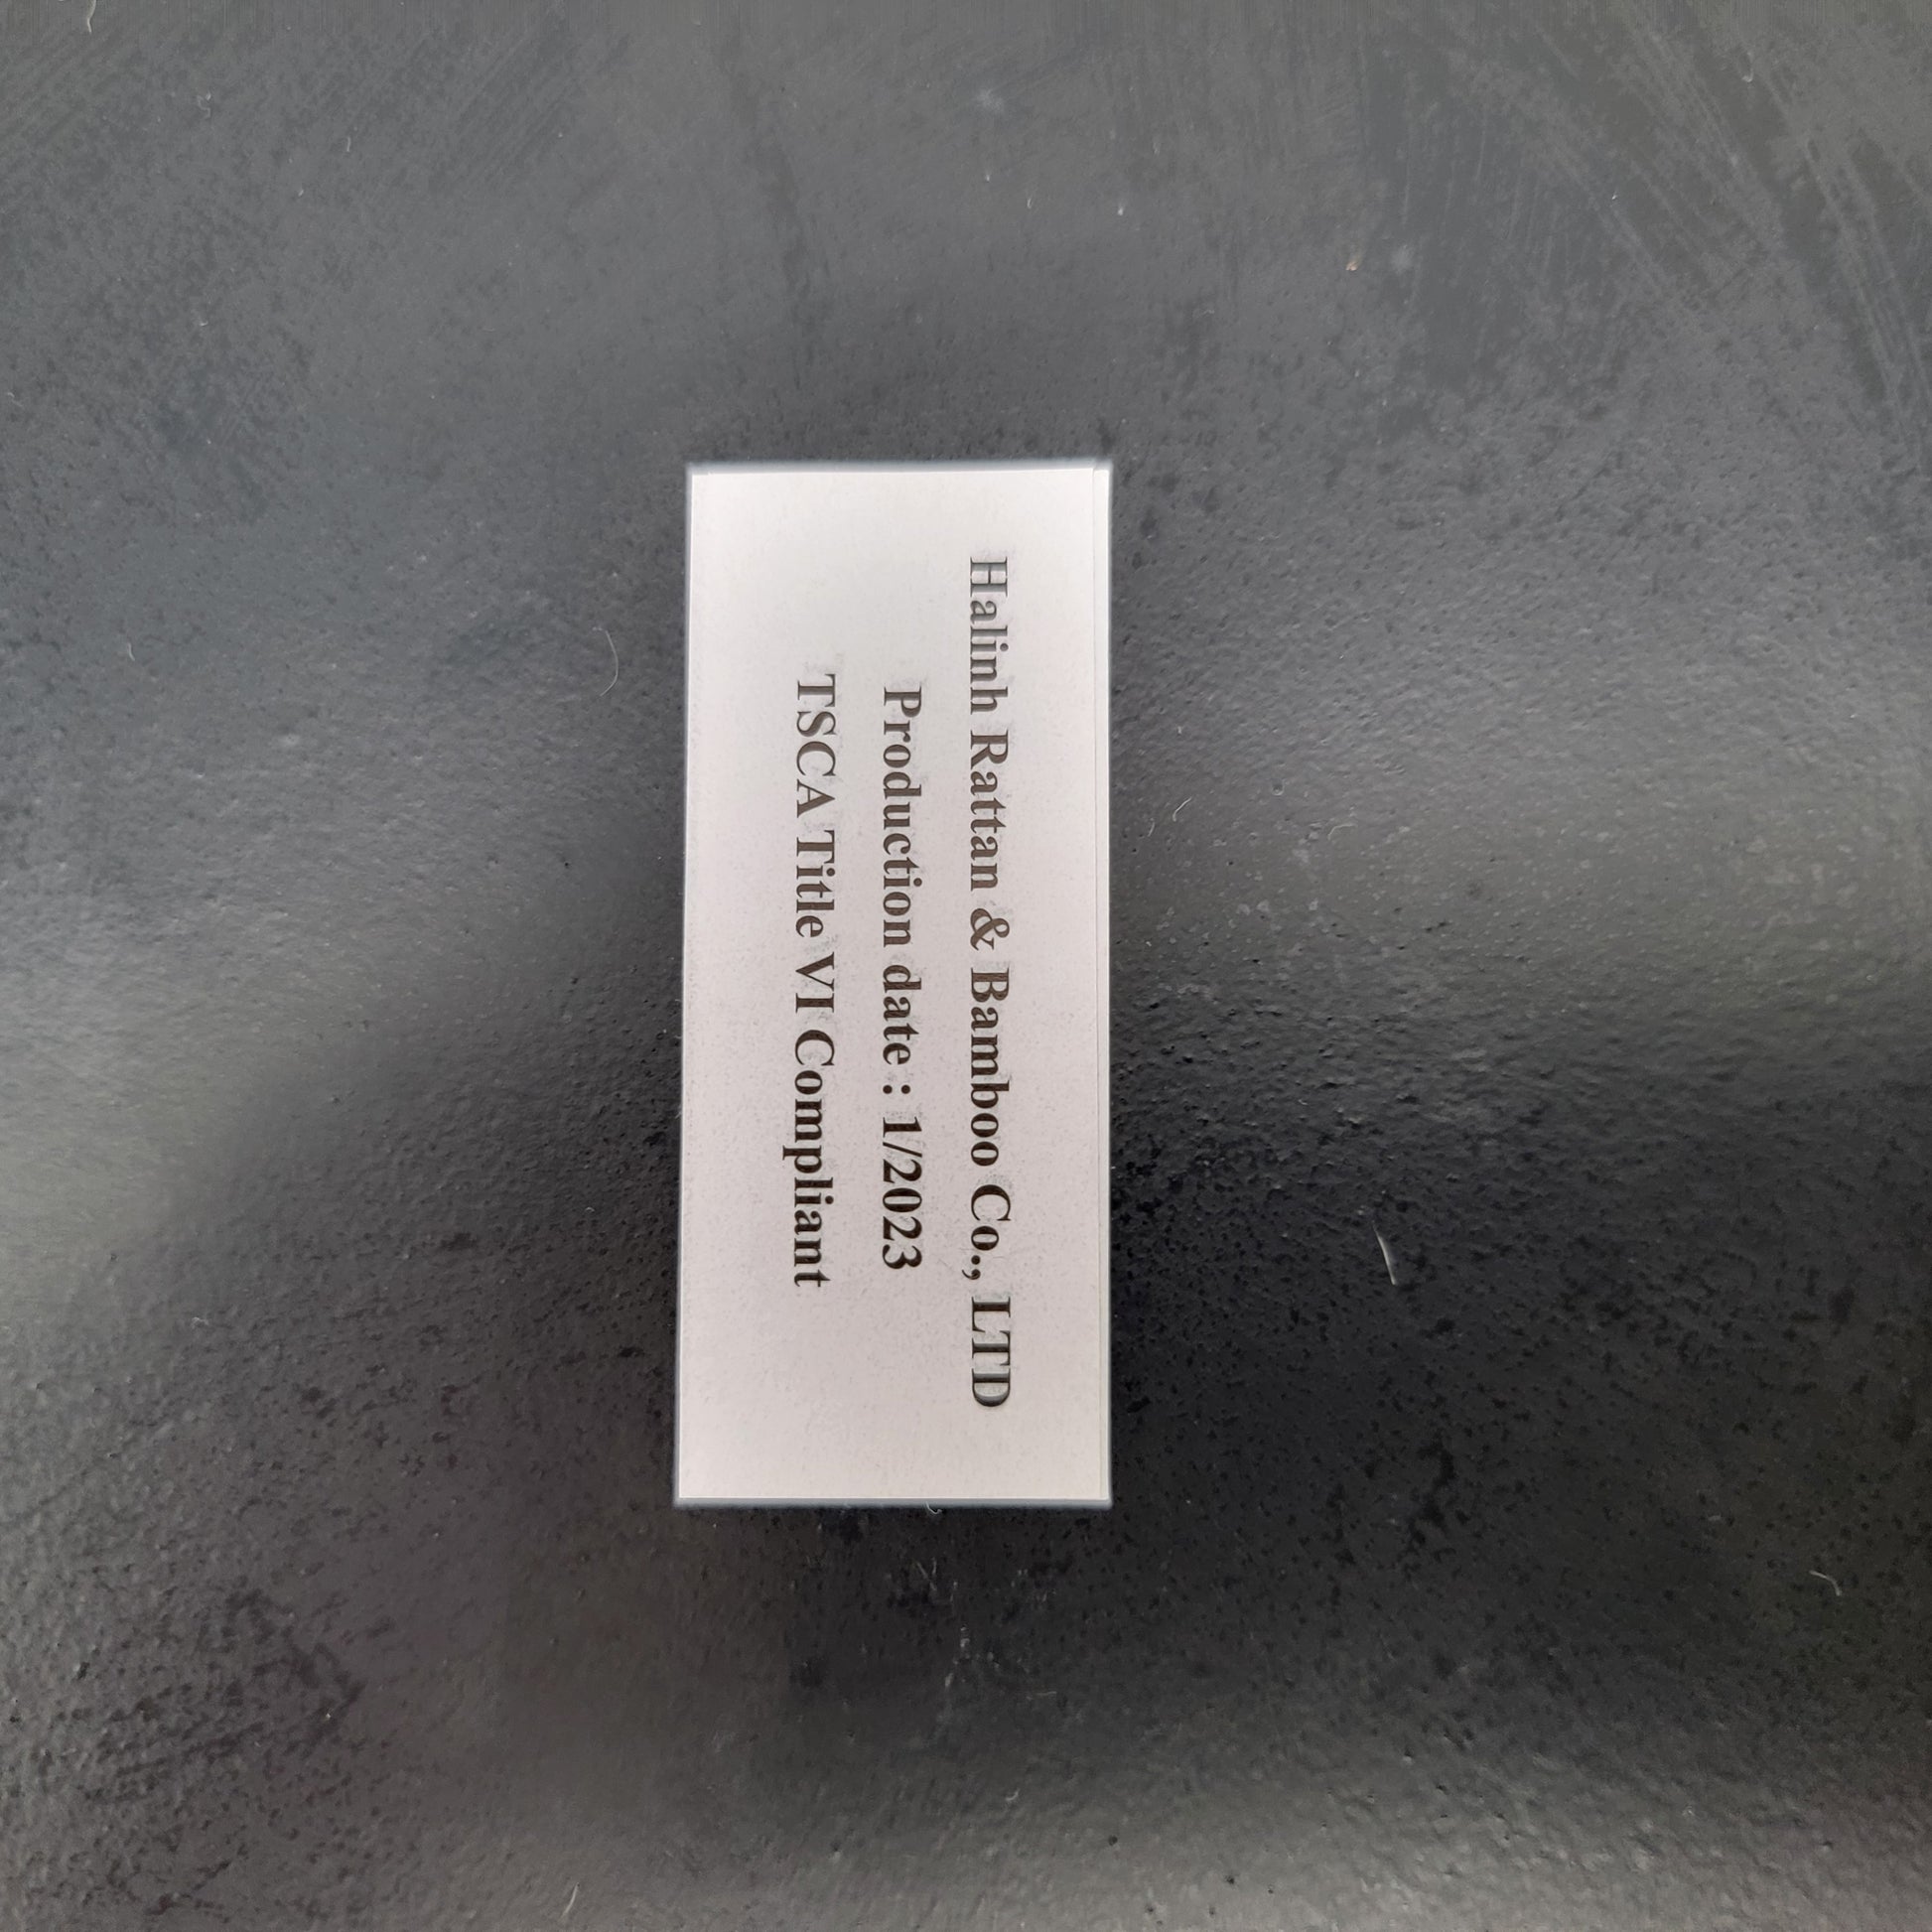 Halinh Rattan & Bamboo Co., LTD
Production date : 1/2023
TSCA Title VI Compliant